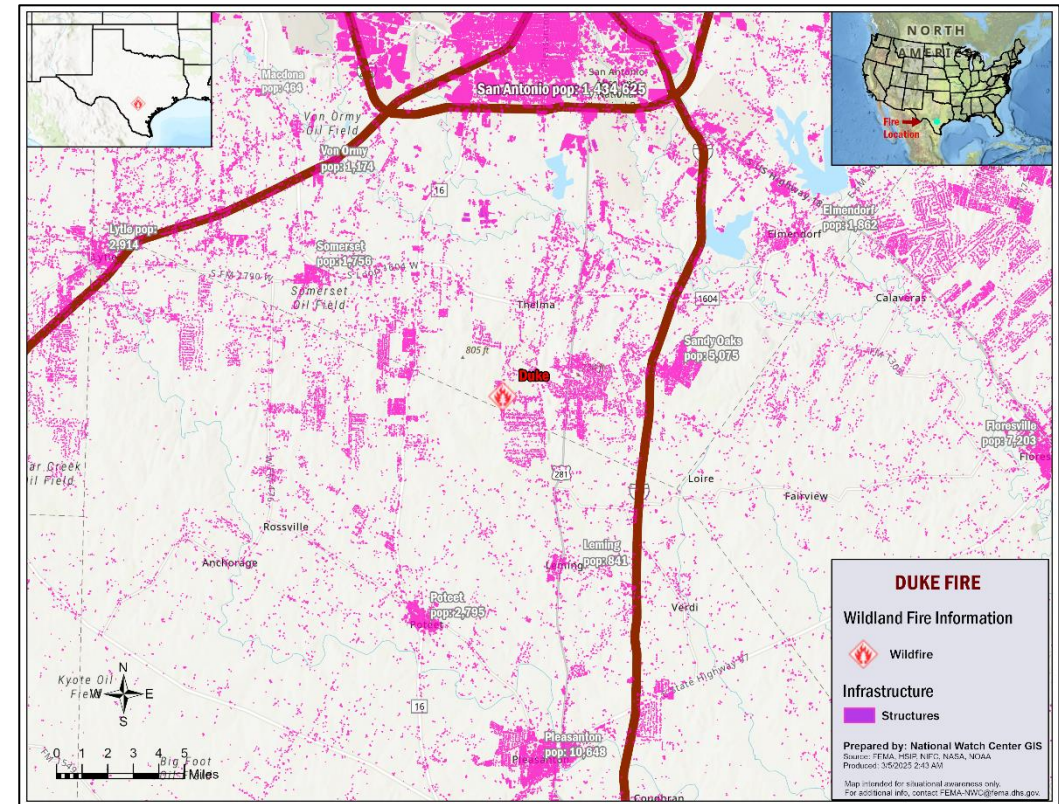 NORTH
AMERICA
Fire
Location
Macdona
pop: 464
San Antonio pop: 1,434,625
San Antonio
Von Ormy
Oil Field
Von Ormy
pop: 1,174
16
Lytle pop:
2,914
Lytle
Somerset
pop: 1,756
S FM 2790 R
S Loop 1604 W
Somerset
Oil Field
Elmendorf
pop: 1,862
Elmendorf
Thelma
1604
Calaveras
805 ft
Sandy Oaks
pop: 5,075
Duke
Floresville
pop: 7,203
Flores
281
Loire
Fairview
Rossville
Anchorage
Leming
pop: 841
Leming
Poteet
pop: 2,795
Poteet
Verdi
State Highway 97
16
Kyote Oil
Field
Pleasanton
pop: 10,648
Pleasanton
Big Foot
Oil Field
N
W E
S
0 1 2 3 4 5
Miles
DUKE FIRE
Wildland Fire Information
Wildfire
Infrastructure
Structures
Prepared by: National Watch Center GIS
Source: FEMA, HSIP, NIFC, NASA, NOAA
Produced: 3/5/2025 2:43 AM
Map intended for situational awareness only.
For additional info, contact FEMA-NWC@fema.dhs.gov.